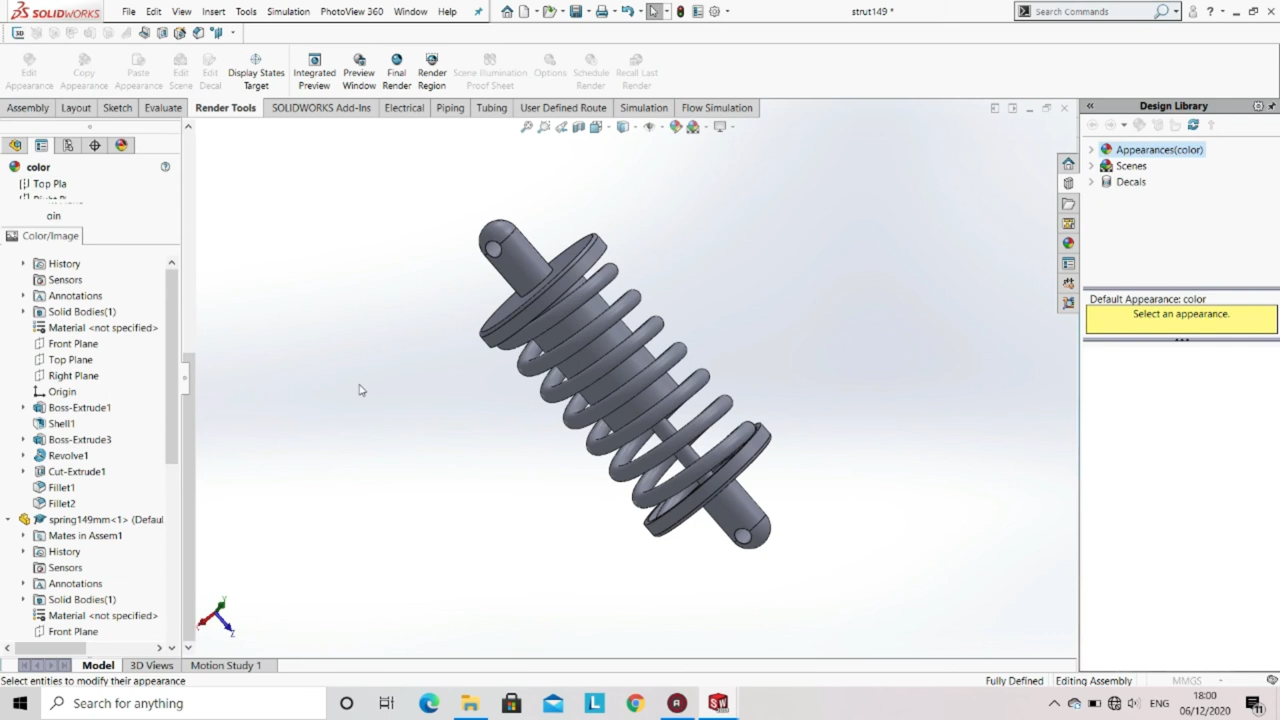 SOLIDWORKS File Edit View Insert Tools Simulation PhotoView 360 Window Help strut149 * Search Commands
Edit Appearance
Copy Appearance
Paste Appearance
Edit Scene
Edit Decal
Display States Target
Integrated Preview
Preview Window
Final Render
Render Region
Scene Illumination Proof Sheet
Options
Schedule Render
Recall Last Render
Assembly Layout Sketch Evaluate Render Tools SOLIDWORKS Add-Ins Electrical Piping Tubing User Defined Route Simulation Flow Simulation
color
Top Pla
ain
Color/Image
History
Sensors
Annotations
Solid Bodies(1)
Material <not specified>
Front Plane
Top Plane
Right Plane
Origin
Boss-Extrude1
Shell1
Boss-Extrude3
Revolve1
Cut-Extrude1
Fillet1
Fillet2
spring149mm<1> (Defaul
Mates in Assem1
History
Sensors
Annotations
Solid Bodies(1)
Material <not specified>
Front Plane
Y
Z
Design Library
Appearances(color)
Scenes
Decals
Default Appearance: color
Select an appearance.
Model 3D Views Motion Study 1
Select entities to modify their appearance Fully Defined Editing Assembly MMGS
Type here to search
ENG
18:00
06/12/2020
11